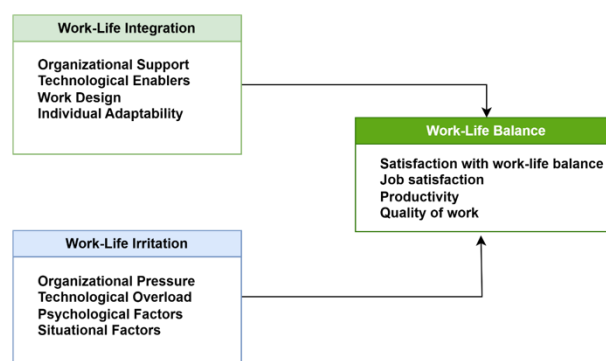 Work-Life Integration
Organizational Support
Technological Enablers
Work Design
Individual Adaptability
Work-Life Balance
Satisfaction with work-life balance
Job satisfaction
Productivity
Quality of work
Work-Life Irritation
Organizational Pressure
Technological Overload
Psychological Factors
Situational Factors